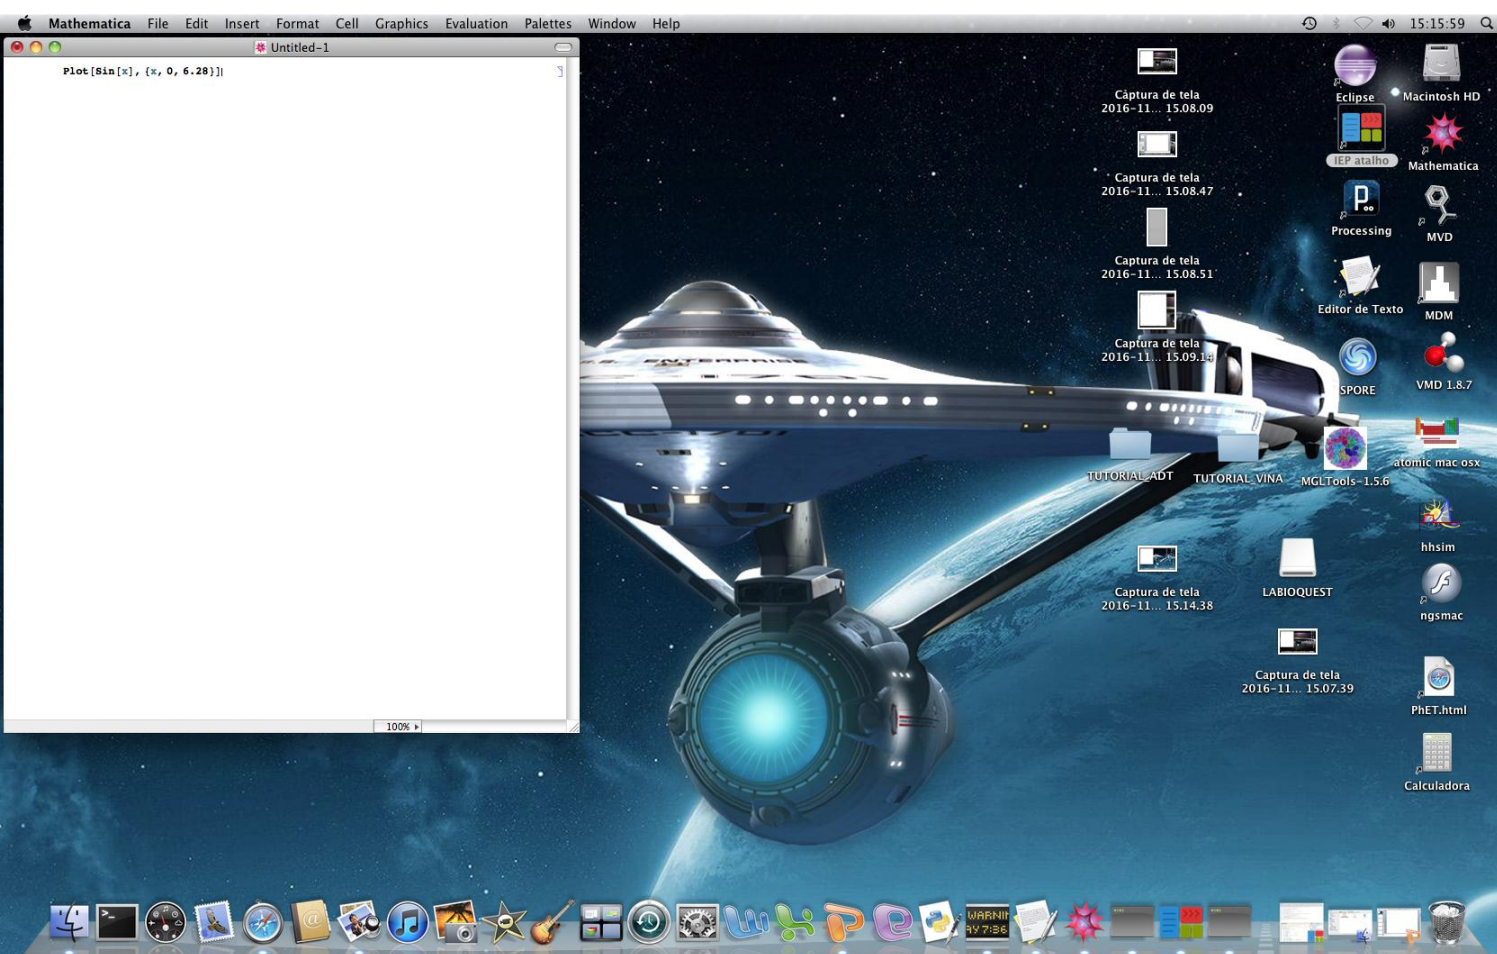 Mathematica File Edit Insert Format Cell Graphics Evaluation Palettes Window Help 15:15:59
Untitled-1
Plot[Sin[x], {x, 0, 6.28}]
100%
Captura de tela
2016-11... 15.08.09
Captura de tela
2016-11... 15.08.47
Captura de tela
2016-11... 15.08.51
Captura de tela
2016-11... 15.09.14
TUTORIAL_ADT
TUTORIAL_VINA
Captura de tela
2016-11... 15.14.38
LABIOQUEST
Captura de tela
2016-11... 15.07.39
Eclipse
IEP atalho
Processing
Editor de Texto
SPORE
MGLTools-1.5.6
Macintosh HD
Mathematica
MVD
MDM
VMD 1.8.7
atomic mac osx
hhsim
ngsmac
PhET.html
Calculadora
ENTERPRISE
WARNIN
AY 7:36